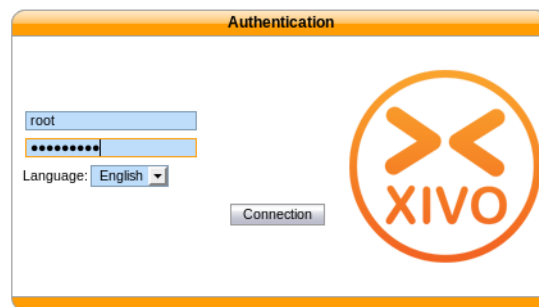 Authentication
root
●●●●●●●●●
Language: English
Connection
XIVO